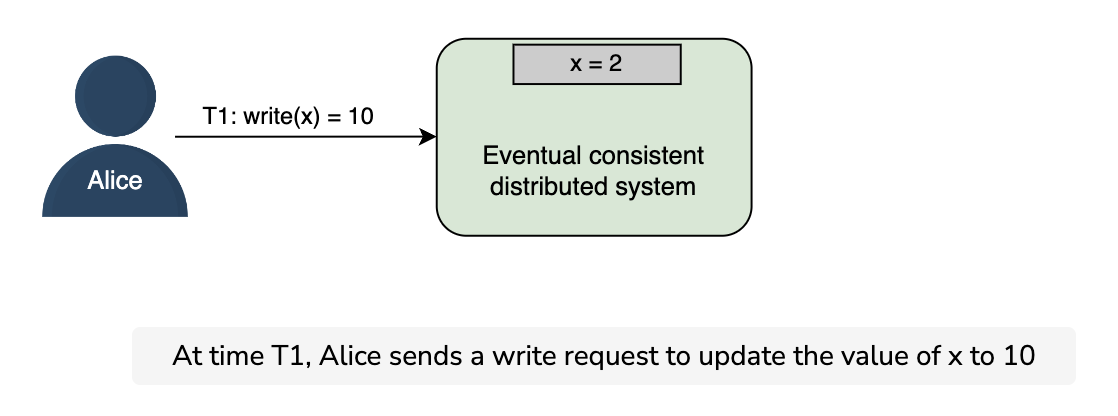 x = 2
T1: write(x) = 10
Eventual consistent
distributed system
Alice
At time T1, Alice sends a write request to update the value of x to 10